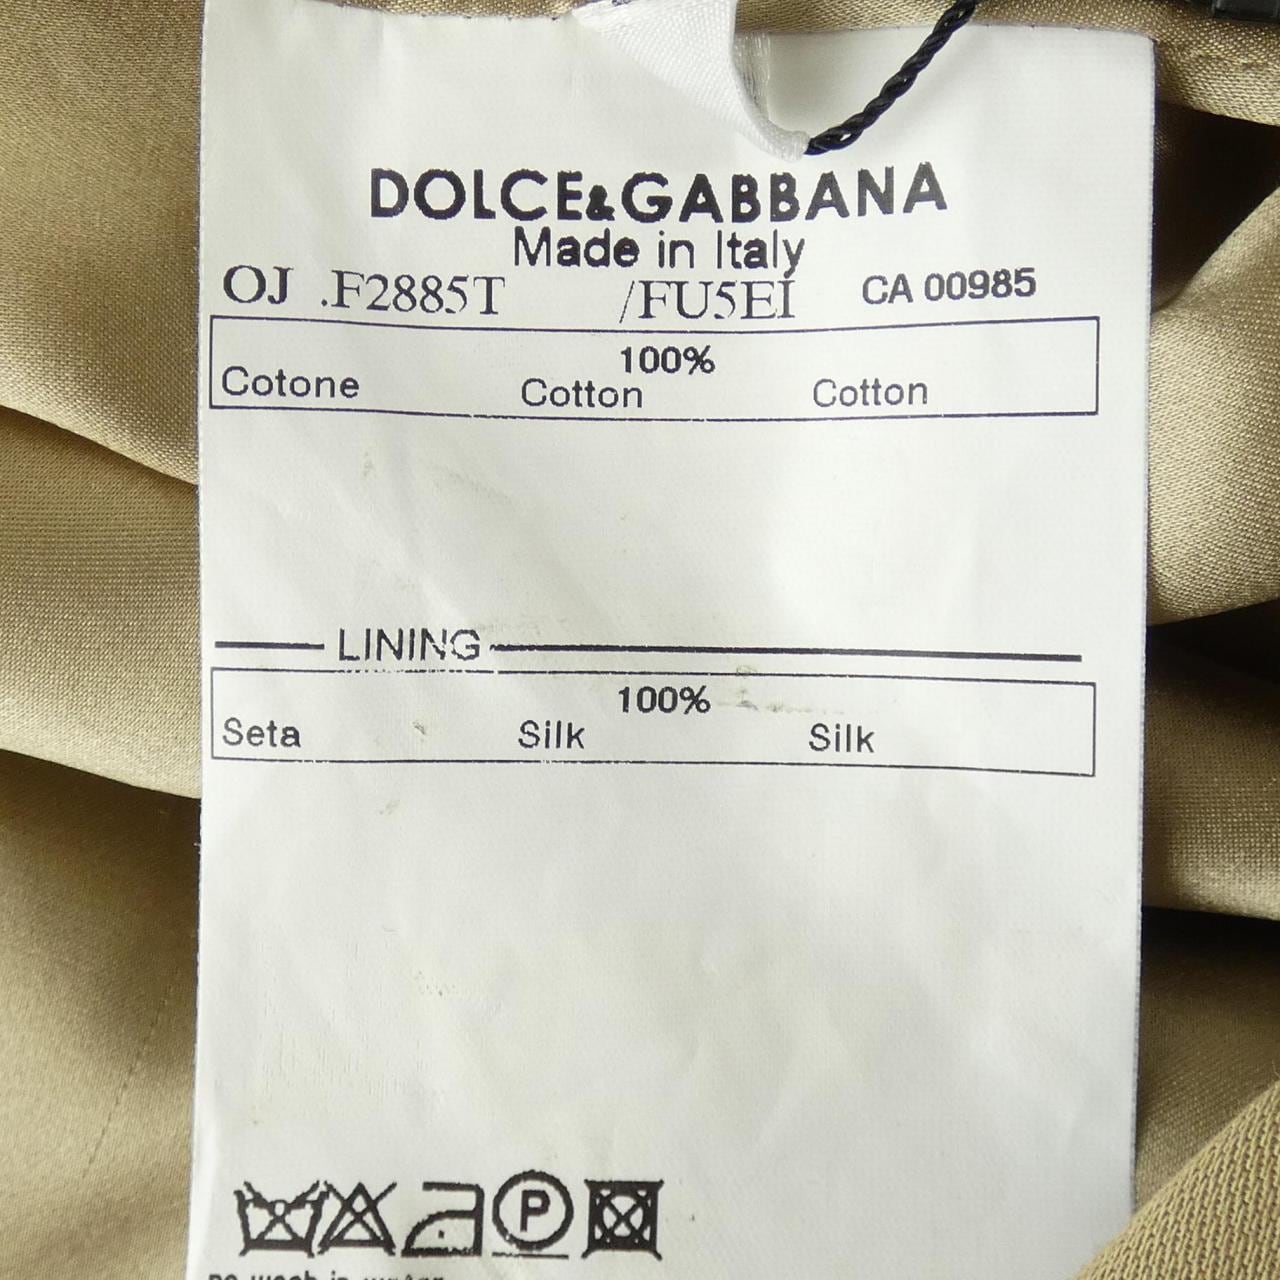 DOLCE&GABBANA
Made in Italy
OJ .F2885T /FU5EI CA 00985
100%
Cotone Cotton Cotton
LINING
100%
Seta Silk Silk
P